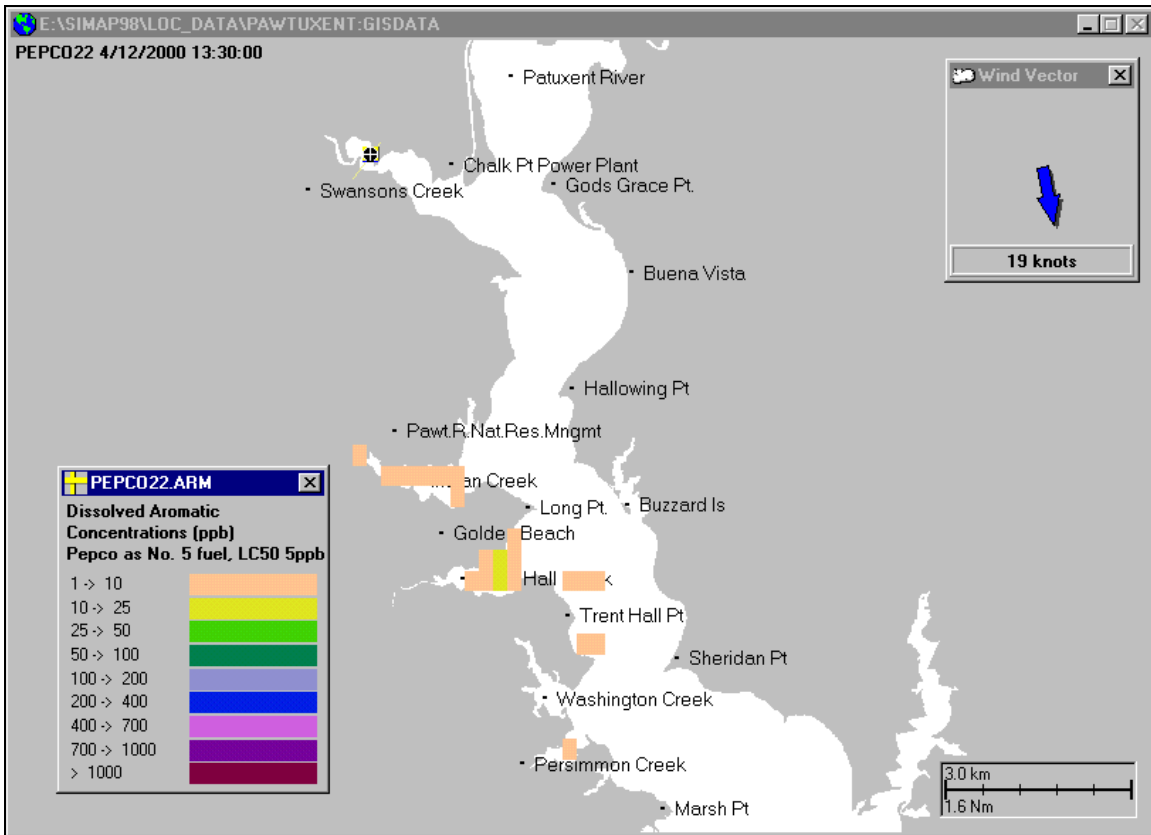 E:\SIMAP98\LOC_DATA\PAWTUXENT:GISDATA
PEPCO22 4/12/2000 13:30:00
Wind Vector
19 knots
Patuxent River
Chalk Pt Power Plant
Gods Grace Pt.
Swansons Creek
Buena Vista
Hallowing Pt
Pawt.R.Nat.Res.Mngmt
Creek
Long Pt.
Buzzard Is
Golde Beach
Hall
Trent Hall Pt
Sheridan Pt
Washington Creek
Persimmon Creek
Marsh Pt
PEPCO22.ARM
Dissolved Aromatic
Concentrations (ppb)
Pepco as No. 5 fuel, LC50 5ppb
1 -> 10
10 -> 25
25 -> 50
50 -> 100
100 -> 200
200 -> 400
400 -> 700
700 -> 1000
> 1000
3.0 km
1.6 Nm